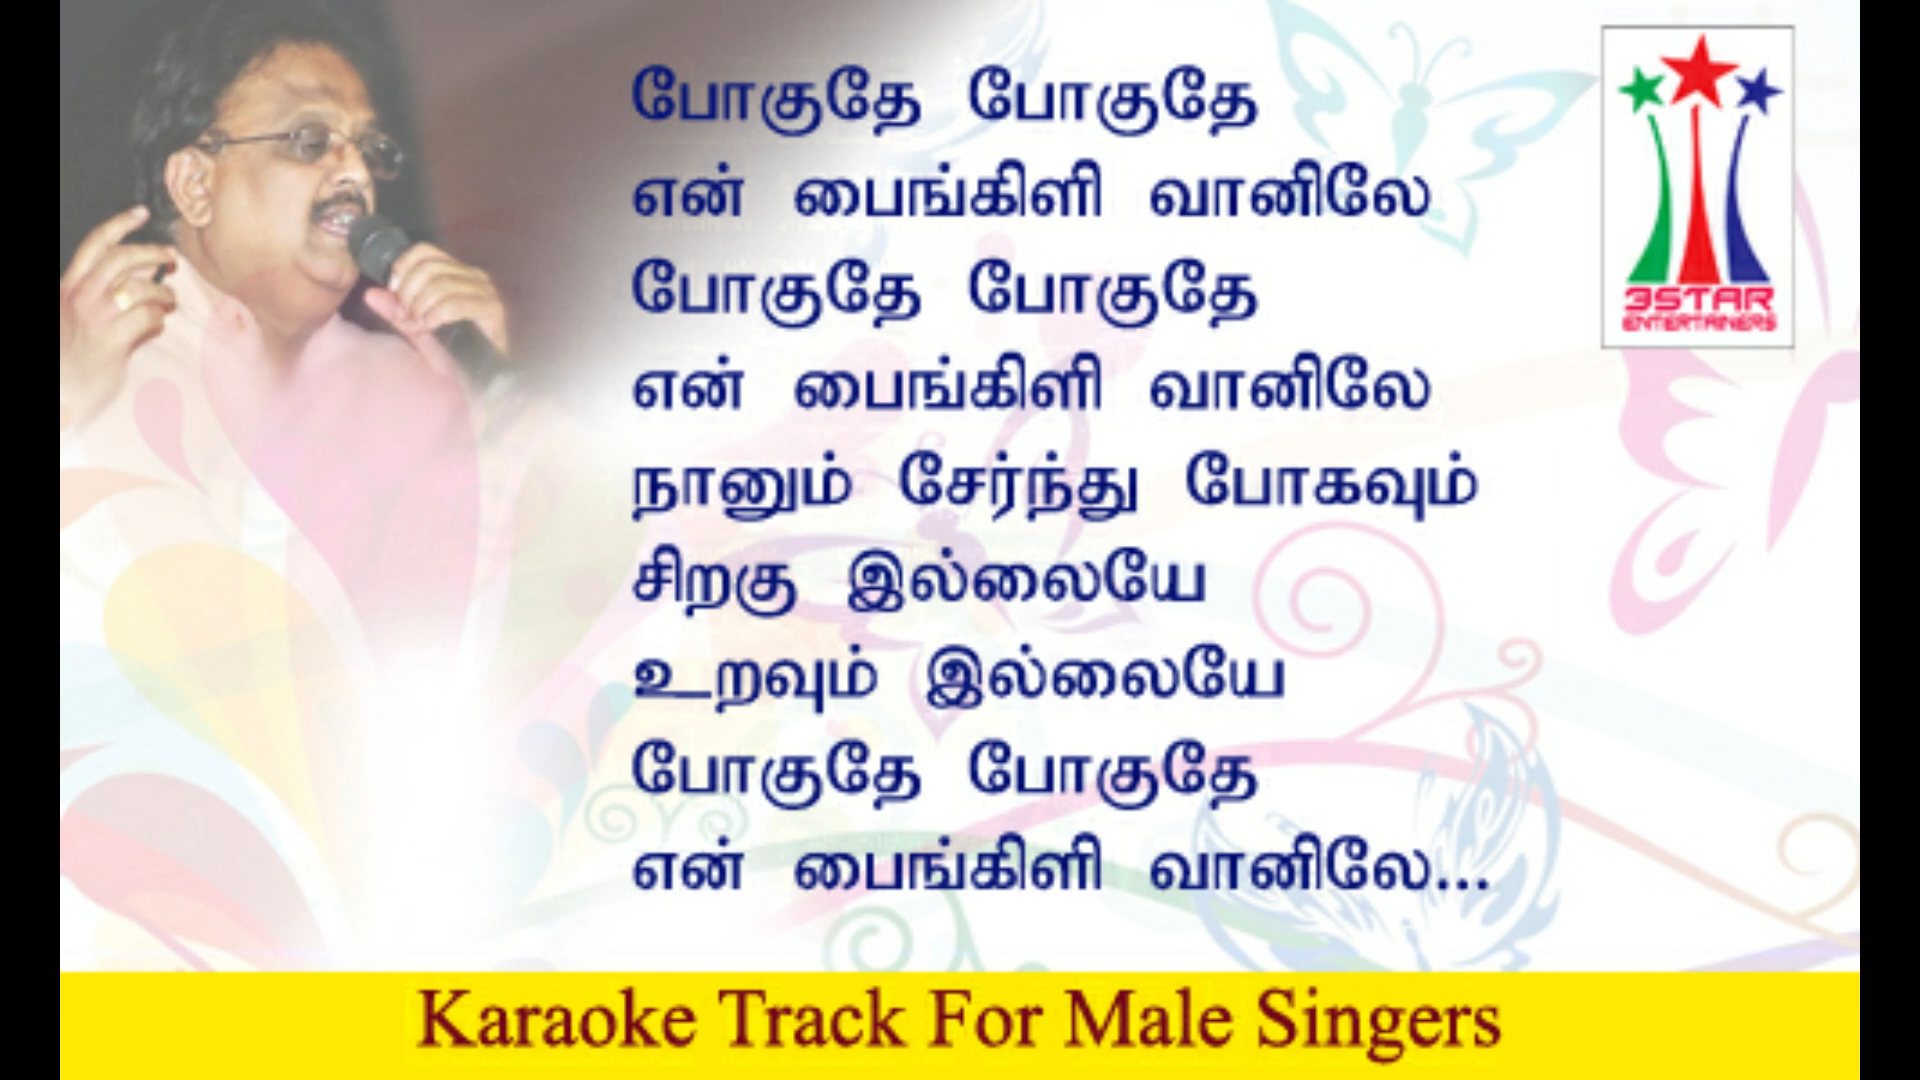 போகுதே போகுதே
என் பைங்கிளி வானிலே
போகுதே போகுதே
என் பைங்கிளி வானிலே
நானும் சேர்ந்து போகவும்
சிறகு இல்லையே
உறவும் இல்லையே
போகுதே போகுதே
என் பைங்கிளி வானிலே...
3STAR
ENTERTAINERS
Karaoke Track For Male Singers